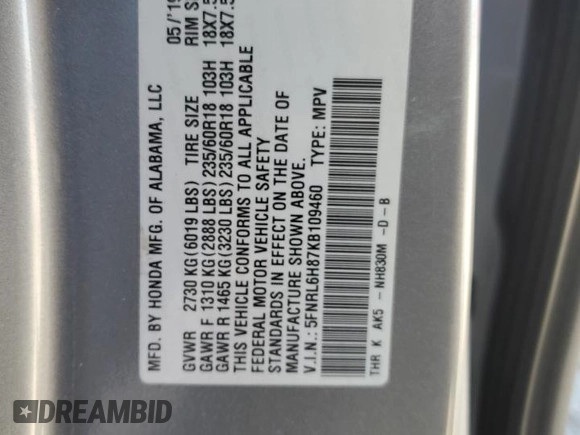 MFD. BY HONDA MFG. OF ALABAMA, LLC 05/'19
GVWR 2730 KG(6019 LBS) TIRE SIZE RIM S
GAWR F 1310 KG(2888 LBS)235/60R18 103H 18X7.5
GAWR R 1465 KG(3230 LBS)235/60R18 103H 18X7.5
THIS VEHICLE CONFORMS TO ALL APPLICABLE
FEDERAL MOTOR VEHICLE SAFETY
STANDARDS IN EFFECT ON THE DATE OF
MANUFACTURE SHOWN ABOVE.
V.I.N.: 5FNRL6H87KB109460 TYPE: MPV
THR K AK5 - NH830M -D -B
DREAMBID